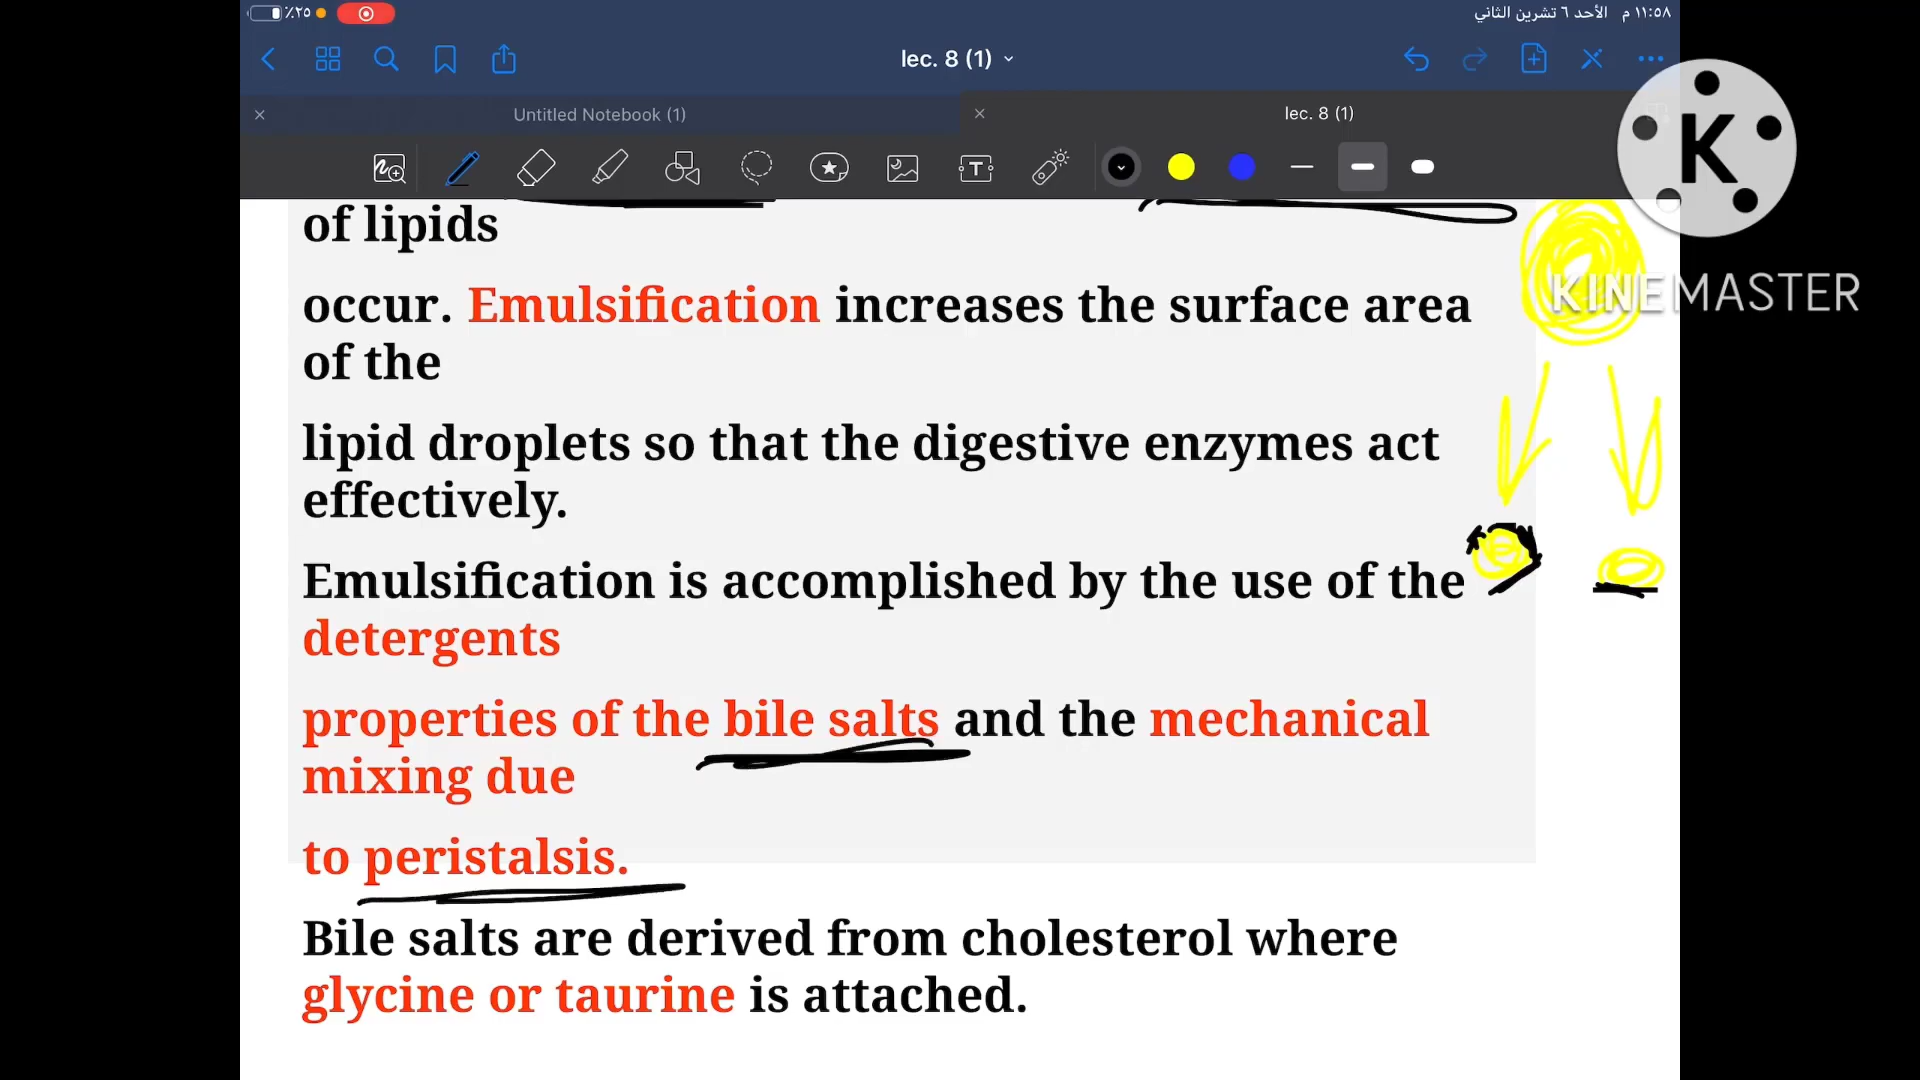 ٪٢٥
١١:٥٨ م الأحد ٦ تشرين الثاني
lec. 8 (1)
Untitled Notebook (1)
lec. 8 (1)
T
K
KINEMASTER
of lipids
occur. Emulsification increases the surface area
of the
lipid droplets so that the digestive enzymes act
effectively.
Emulsification is accomplished by the use of the
detergents
properties of the bile salts and the mechanical
mixing due
to peristalsis.
Bile salts are derived from cholesterol where
glycine or taurine is attached.